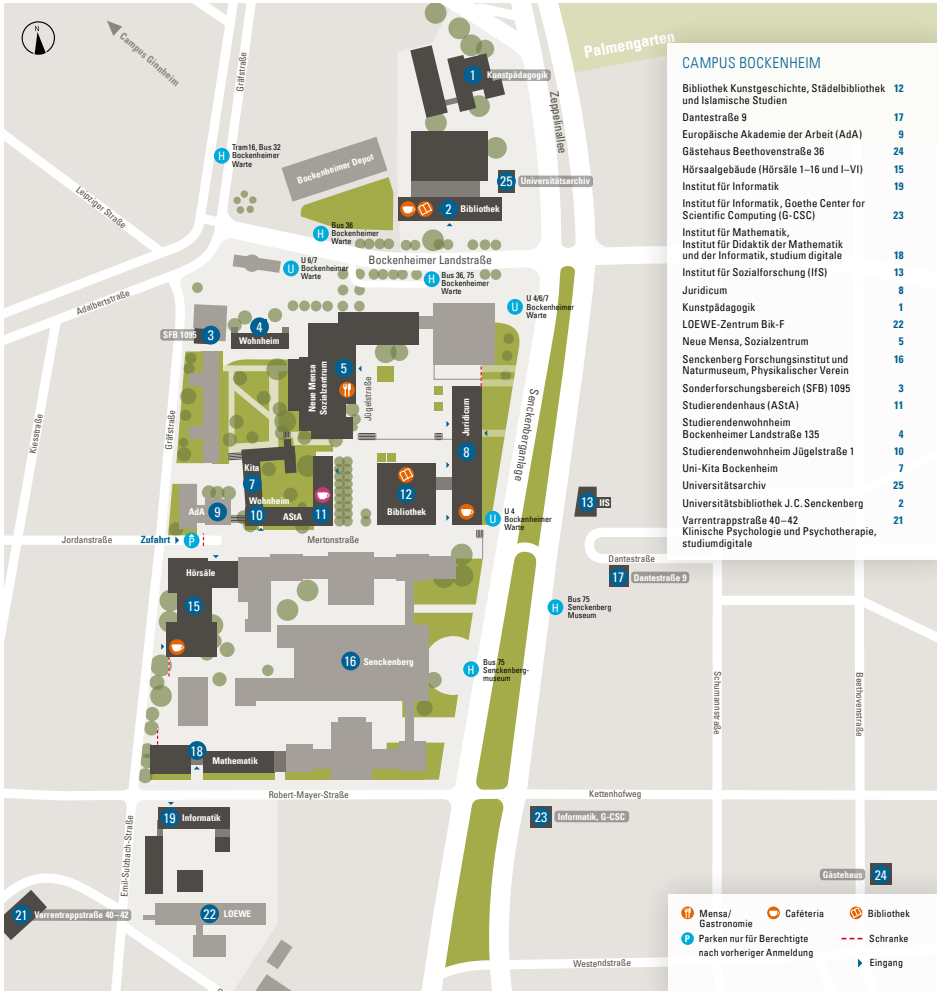 N
Campus Ginnheim
Gräfstraße
Palmengarten
Zeppelinallee
1 Kunstpädagogik
H Tram16, Bus 32
Bockenheimer
Warte
Bockenheimer Depot
25 Universitätsarchiv
2 Bibliothek
Leipziger Straße
H Bus 36
Bockenheimer
Warte
Bockenheimer Landstraße
U U 6/7
Bockenheimer
Warte
H Bus 36, 75
Bockenheimer
Warte
U U 4/6/7
Bockenheimer
Warte
Adalbertstraße
SFB 1095 3
4
Wohnheim
5
Neue Mensa
Sozialzentrum
Jügelstraße
Senckenberganlage
Juridicum
8
Kiesstraße
Gräfstraße
Kita
7
Wohnheim
10 AStA 11
12
Bibliothek
AdA 9
13 IfS
U U 4
Bockenheimer
Warte
Jordanstraße
Zufahrt P
Mertonstraße
Dantestraße
17 Dantestraße 9
Hörsäle
15
H Bus 75
Senckenberg
Museum
16 Senckenberg
H Bus 75
Senckenberg-
museum
Schumannstraße
Beethovenstraße
18
Mathematik
Robert-Mayer-Straße
Kettenhofweg
19 Informatik
23 Informatik, G-CSC
Emil-Sulzbach-Straße
Gästehaus 24
21 Varrentrappstraße 40–42
22 LOEWE
Westendstraße
CAMPUS BOCKENHEIM
Bibliothek Kunstgeschichte, Städelbibliothek 12
und Islamische Studien
Dantestraße 9 17
Europäische Akademie der Arbeit (AdA) 9
Gästehaus Beethovenstraße 36 24
Hörsaalgebäude (Hörsäle 1–16 und I–VI) 15
Institut für Informatik 19
Institut für Informatik, Goethe Center for
Scientific Computing (G-CSC) 23
Institut für Mathematik,
Institut für Didaktik der Mathematik
und der Informatik, studium digitale 18
Institut für Sozialforschung (IfS) 13
Juridicum 8
Kunstpädagogik 1
LOEWE-Zentrum Bik-F 22
Neue Mensa, Sozialzentrum 5
Senckenberg Forschungsinstitut und 16
Naturmuseum, Physikalischer Verein
Sonderforschungsbereich (SFB) 1095 3
Studierendenhaus (AStA) 11
Studierendenwohnheim
Bockenheimer Landstraße 135 4
Studierendenwohnheim Jügelstraße 1 10
Uni-Kita Bockenheim 7
Universitätsarchiv 25
Universitätsbibliothek J.C. Senckenberg 2
Varrentrappstraße 40–42 21
Klinische Psychologie und Psychotherapie,
studiumdigitale
Mensa/
Gastronomie
Caféteria
Bibliothek
P Parken nur für Berechtigte
nach vorheriger Anmeldung
Schranke
Eingang